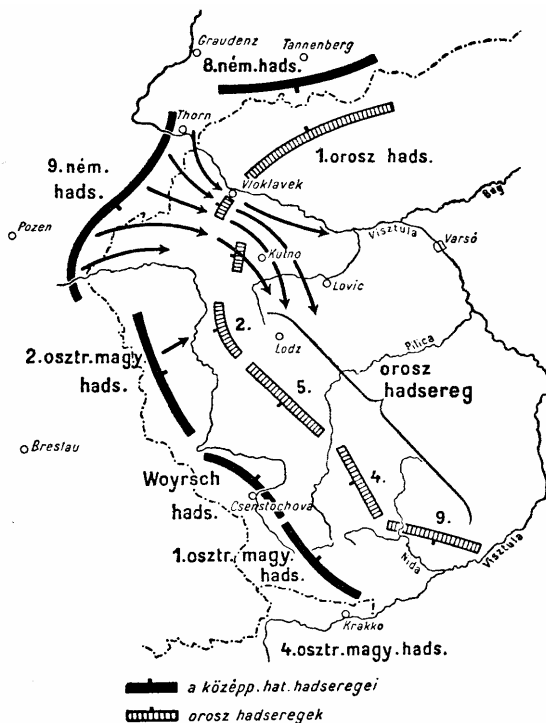 Graudenz
Tannenberg
8.ném.hads.
Thorn
1.orosz hads.
9.ném.
hads.
Vloklavek
Bug
Pozen
Visztula
Varsó
Kutno
Lovic
2.
Lodz
Pilica
2.osztr.magy.
hads.
orosz
hadsereg
5.
Breslau
4.
Woyrsch
hads.
Csenstochova
9.
1.osztr.magy.
hads.
Nida
Visztula
Krakko
4.osztr.magy.hads.
a középp.hat.hadseregei
orosz hadseregek